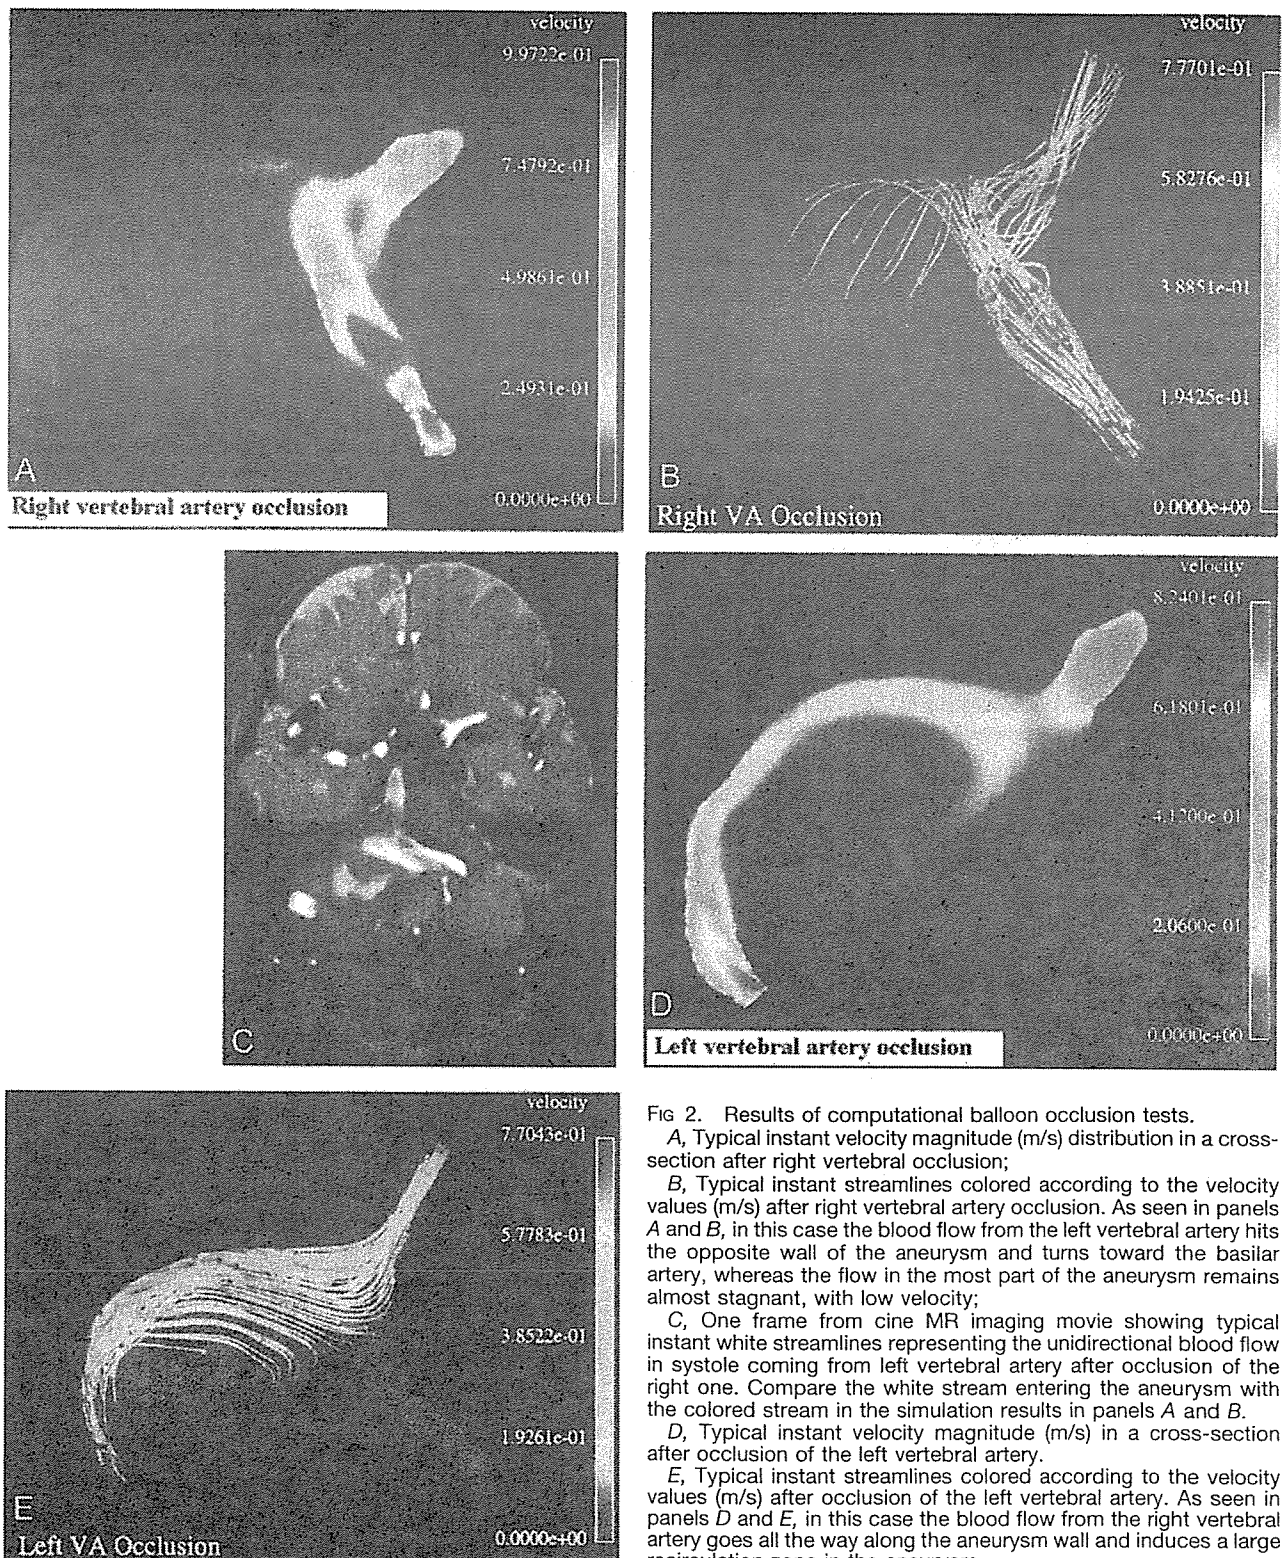 velocity
9.9722e-01
7.4792e-01
4.9861e-01
2.4931e-01
0.0000e+00
A
Right vertebral artery occlusion
velocity
7.7701e-01
5.8276e-01
3.8851e-01
1.9425e-01
0.0000e+00
B
Right VA Occlusion
C
velocity
8.2401e-01
6.1801e-01
4.1200e-01
2.0600e-01
0.0000e+00
D
Left vertebral artery occlusion
velocity
7.7043e-01
5.7783e-01
3.8522e-01
1.9261e-01
0.0000e+00
E
Left VA Occlusion
FIG 2. Results of computational balloon occlusion tests.
A, Typical instant velocity magnitude (m/s) distribution in a cross-
section after right vertebral occlusion;
B, Typical instant streamlines colored according to the velocity
values (m/s) after right vertebral artery occlusion. As seen in panels
A and B, in this case the blood flow from the left vertebral artery hits
the opposite wall of the aneurysm and turns toward the basilar
artery, whereas the flow in the most part of the aneurysm remains
almost stagnant, with low velocity;
C, One frame from cine MR imaging movie showing typical
instant white streamlines representing the unidirectional blood flow
in systole coming from left vertebral artery after occlusion of the
right one. Compare the white stream entering the aneurysm with
the colored stream in the simulation results in panels A and B.
D, Typical instant velocity magnitude (m/s) in a cross-section
after occlusion of the left vertebral artery.
E, Typical instant streamlines colored according to the velocity
values (m/s) after occlusion of the left vertebral artery. As seen in
panels D and E, in this case the blood flow from the right vertebral
artery goes all the way along the aneurysm wall and induces a large